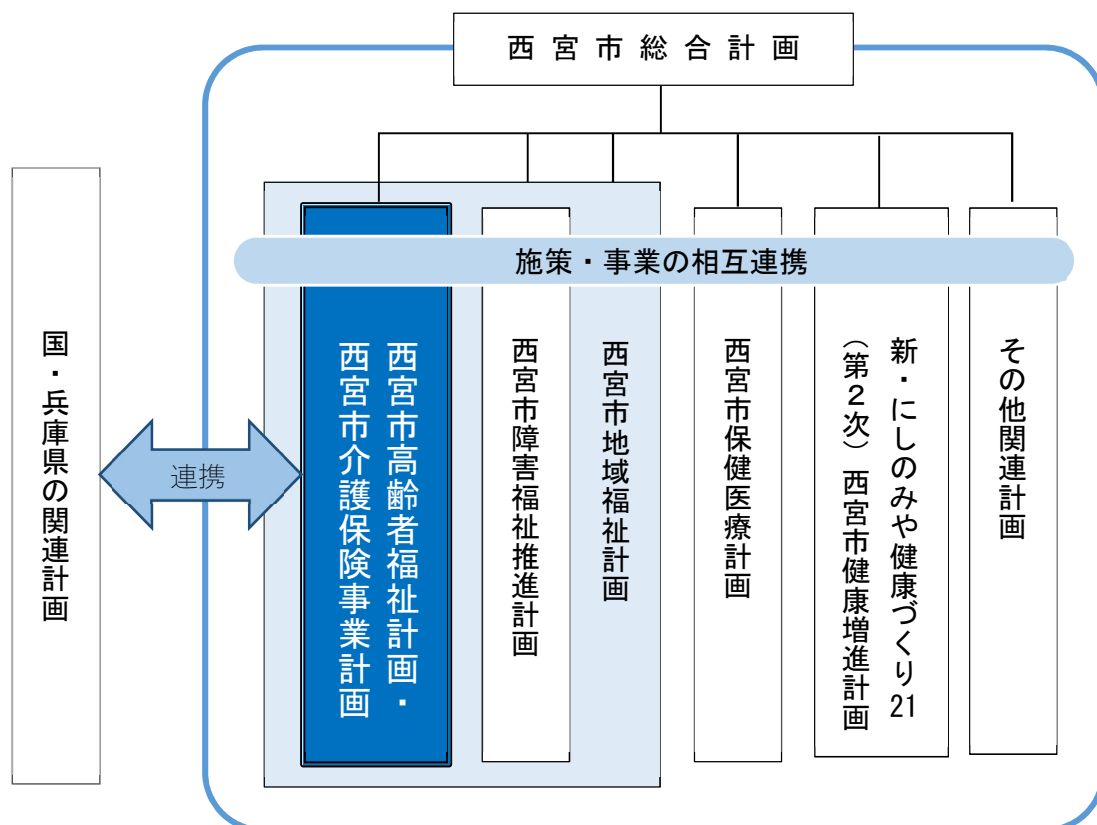 西宮市総合計画
施策・事業の相互連携
国・兵庫県の関連計画
連携
西宮市高齢者福祉計画・
西宮市介護保険事業計画
西宮市障害福祉推進計画
西宮市地域福祉計画
西宮市保健医療計画
新・にしのみや健康づくり21
（第２次）西宮市健康増進計画
その他関連計画